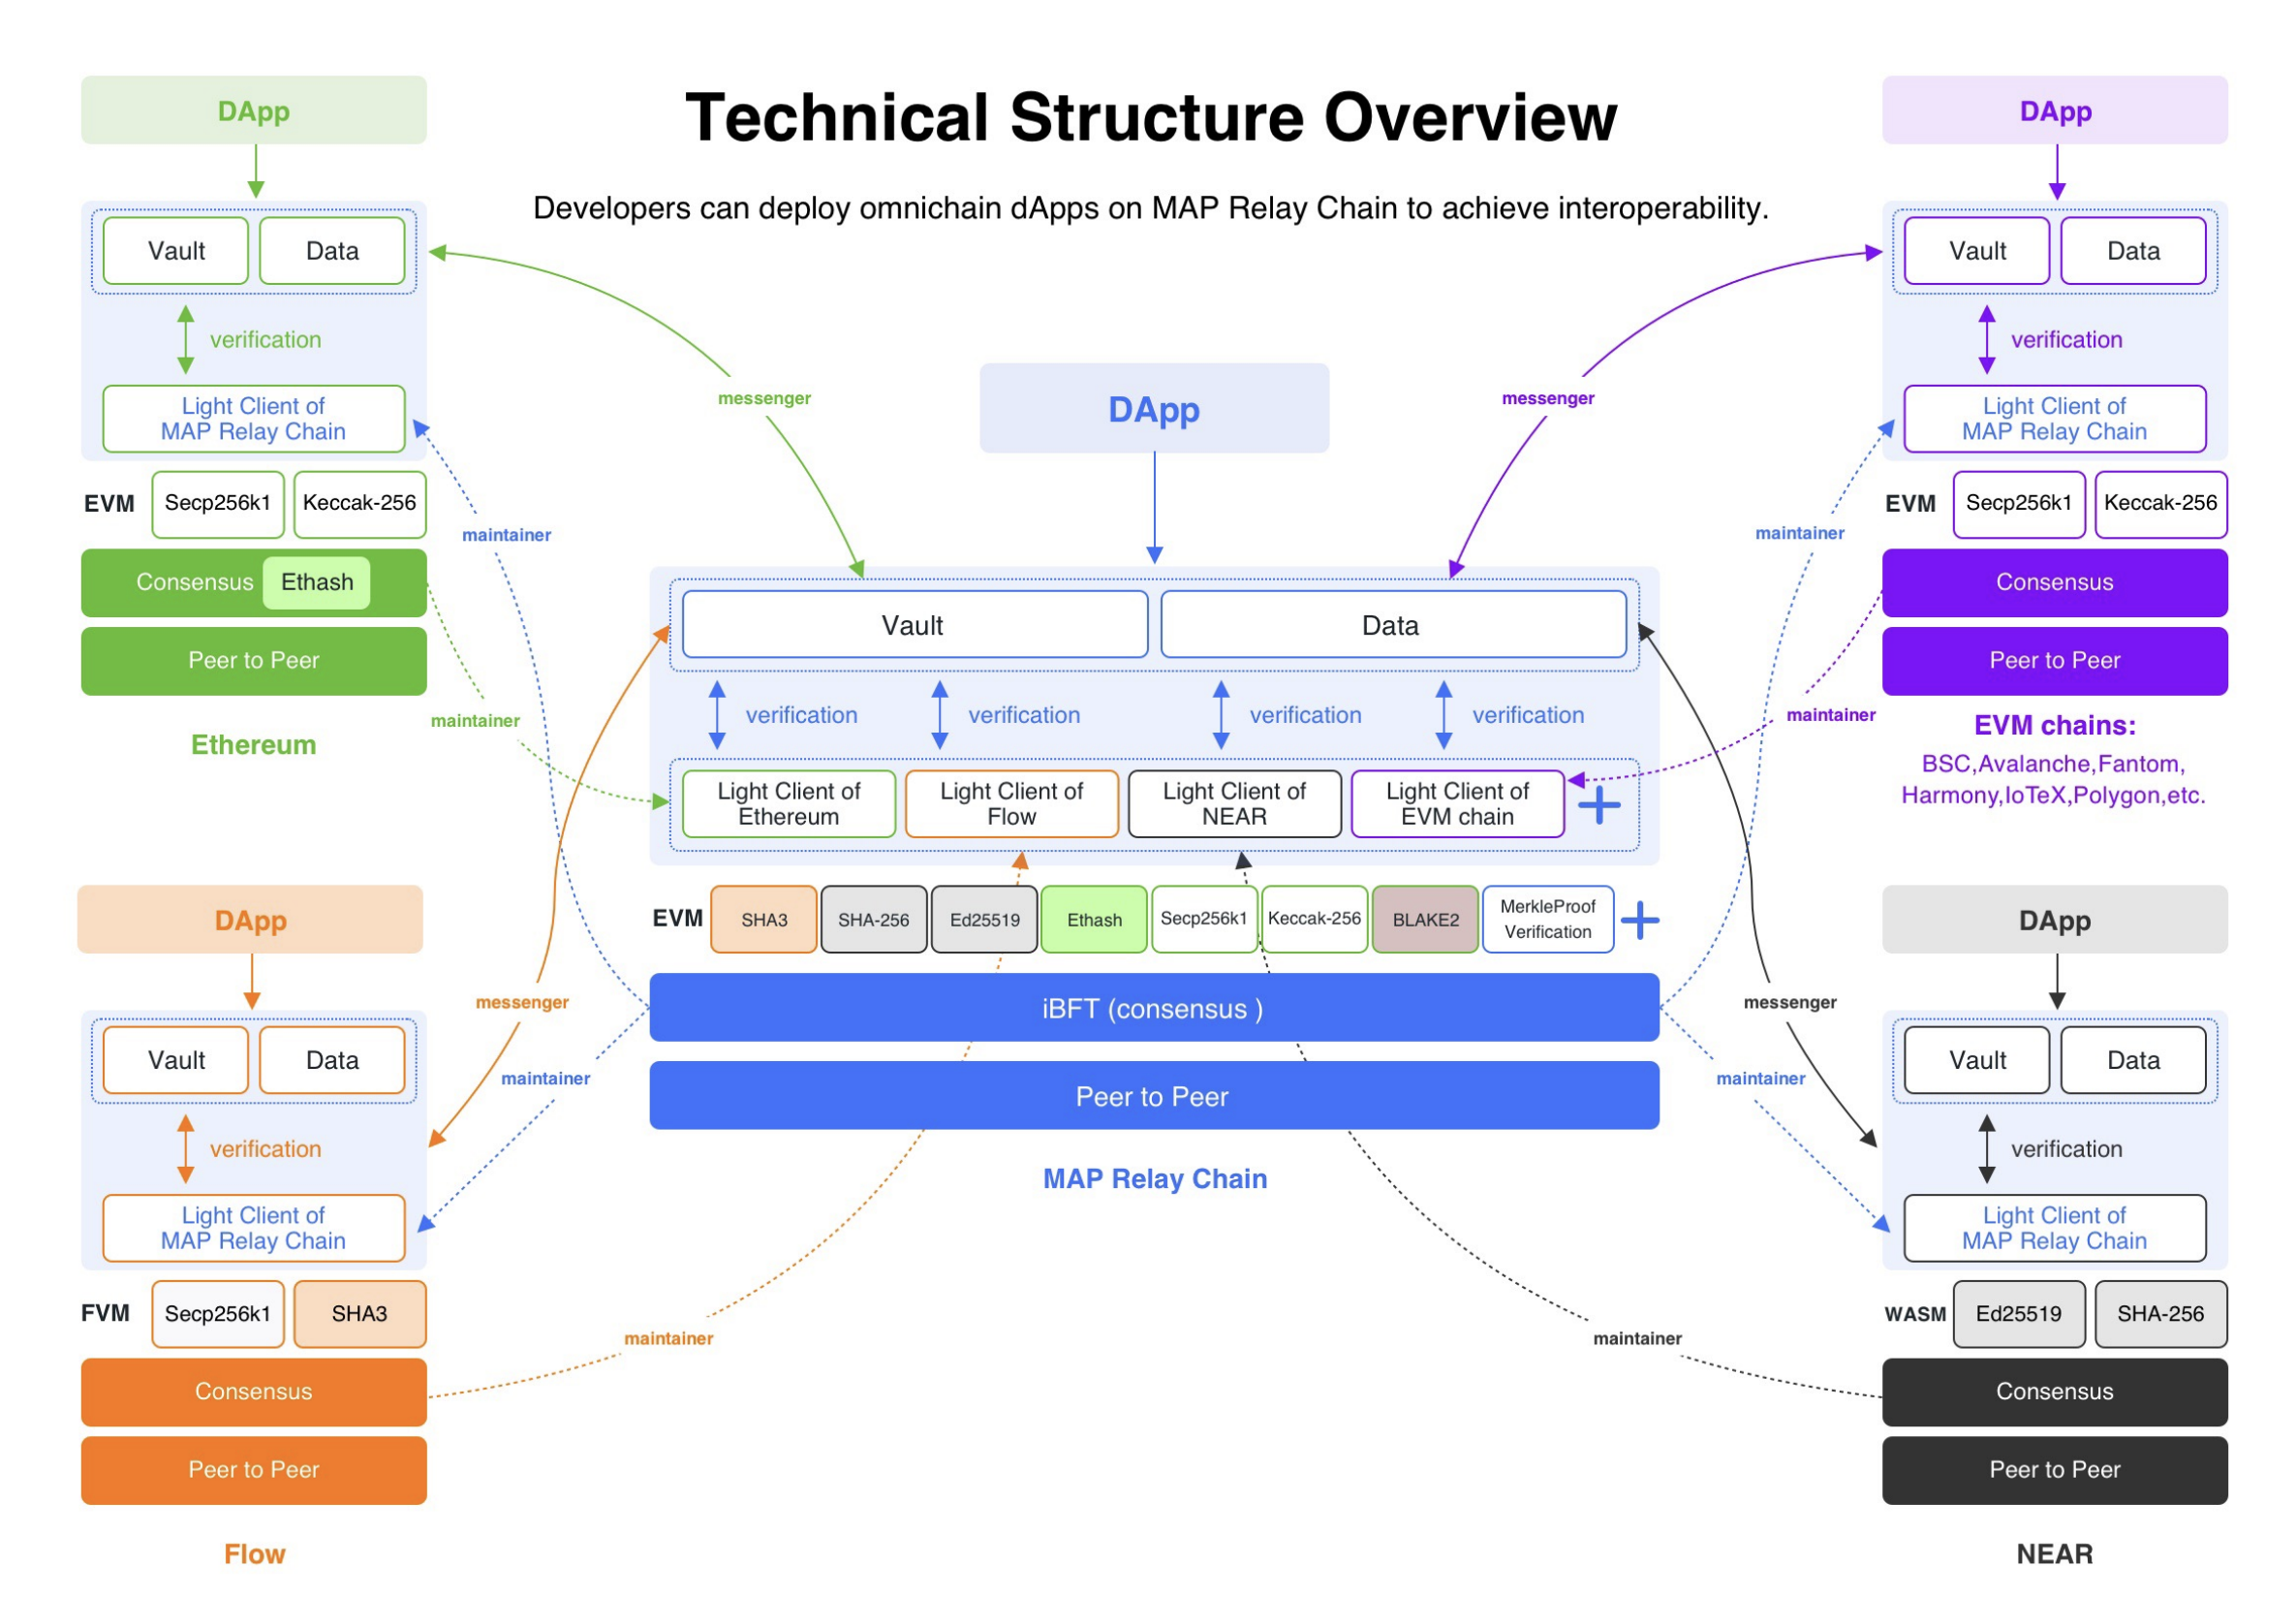 Technical Structure Overview
Developers can deploy omnichain dApps on MAP Relay Chain to achieve interoperability.
DApp
Vault
Data
verification
Light Client of
MAP Relay Chain
EVM
Secp256k1
Keccak-256
Consensus
Ethash
Peer to Peer
Ethereum
messenger
maintainer
maintainer
DApp
Vault
Data
verification
Light Client of
MAP Relay Chain
FVM
Secp256k1
SHA3
Consensus
Peer to Peer
Flow
messenger
maintainer
maintainer
DApp
Vault
Data
verification
verification
verification
verification
Light Client of
Ethereum
Light Client of
Flow
Light Client of
NEAR
Light Client of
EVM chain
EVM
SHA3
SHA-256
Ed25519
Ethash
Secp256k1
Keccak-256
BLAKE2
MerkleProof
Verification
iBFT (consensus )
Peer to Peer
MAP Relay Chain
messenger
maintainer
maintainer
DApp
Vault
Data
verification
Light Client of
MAP Relay Chain
EVM
Secp256k1
Keccak-256
Consensus
Peer to Peer
EVM chains:
BSC,Avalanche,Fantom,
Harmony,IoTeX,Polygon,etc.
messenger
maintainer
maintainer
DApp
Vault
Data
verification
Light Client of
MAP Relay Chain
WASM
Ed25519
SHA-256
Consensus
Peer to Peer
NEAR